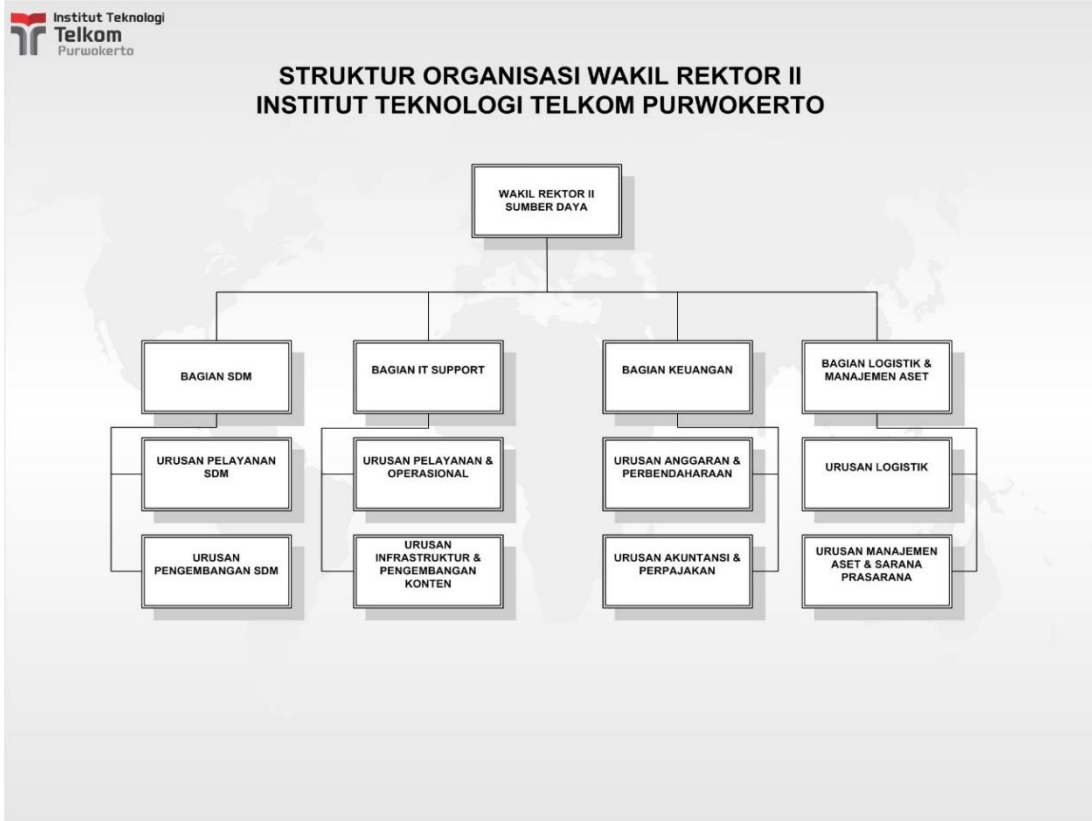 Institut Teknologi
Telkom
Purwokerto
STRUKTUR ORGANISASI WAKIL REKTOR II
INSTITUT TEKNOLOGI TELKOM PURWOKERTO
WAKIL REKTOR II
SUMBER DAYA
BAGIAN SDM
BAGIAN IT SUPPORT
BAGIAN KEUANGAN
BAGIAN LOGISTIK &
MANAJEMEN ASET
URUSAN PELAYANAN
SDM
URUSAN PELAYANAN &
OPERASIONAL
URUSAN ANGGARAN &
PERBENDAHARAAN
URUSAN LOGISTIK
URUSAN
PENGEMBANGAN SDM
URUSAN
INFRASTRUKTUR &
PENGEMBANGAN
KONTEN
URUSAN AKUNTANSI &
PERPAJAKAN
URUSAN MANAJEMEN
ASET & SARANA
PRASARANA